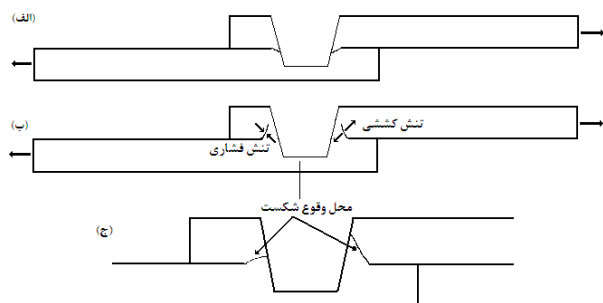 (الف)
(ب)
تنش کششی
تنش فشاری
محل وقوع شکست
(ج)